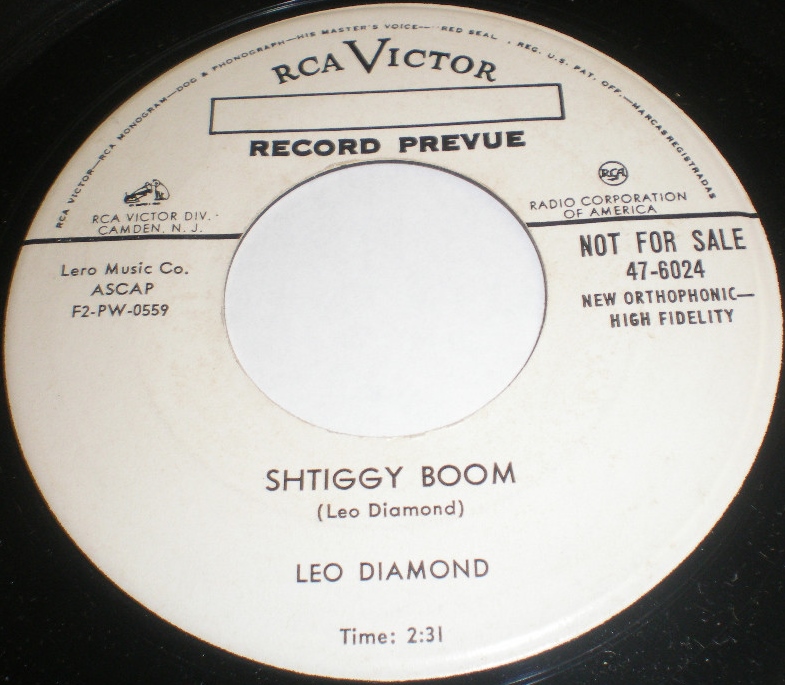 RCA VICTOR—RCA MONOGRAM—DOG & PHONOGRAPH—HIS MASTER'S VOICE—RED SEAL . REG. U.S. PAT. OFF.—MARCAS REGISTRADAS
RCA VICTOR
RECORD PREVUE
RCA VICTOR DIV.
CAMDEN, N. J.
RCA
RADIO CORPORATION
OF AMERICA
Lero Music Co.
ASCAP
F2-PW-0559
NOT FOR SALE
47-6024
NEW ORTHOPHONIC—
HIGH FIDELITY
SHTIGGY BOOM
(Leo Diamond)
LEO DIAMOND
Time: 2:31